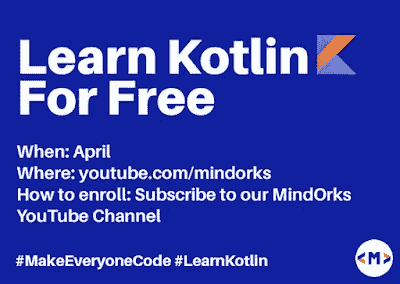 Learn Kotlin
For Free
When: April
Where: youtube.com/mindorks
How to enroll: Subscribe to our MindOrks
YouTube Channel
#MakeEveryoneCode #LearnKotlin
<M>